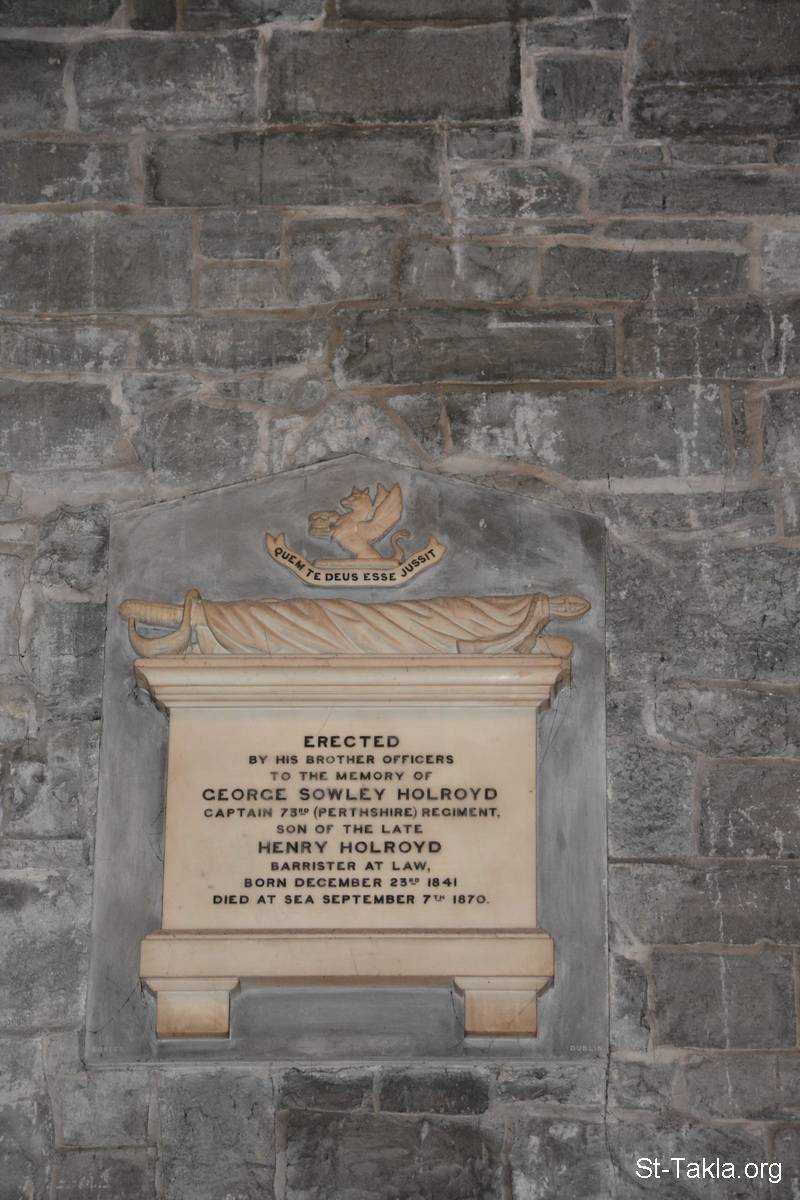 QUEM TE DEUS ESSE JUSSIT
ERECTED
BY HIS BROTHER OFFICERS
TO THE MEMORY OF
GEORGE SOWLEY HOLROYD
CAPTAIN 73RD (PERTHSHIRE) REGIMENT,
SON OF THE LATE
HENRY HOLROYD
BARRISTER AT LAW,
BORN DECEMBER 23RD 1841
DIED AT SEA SEPTEMBER 7TH 1870.
DUBLIN
St-Takla.org